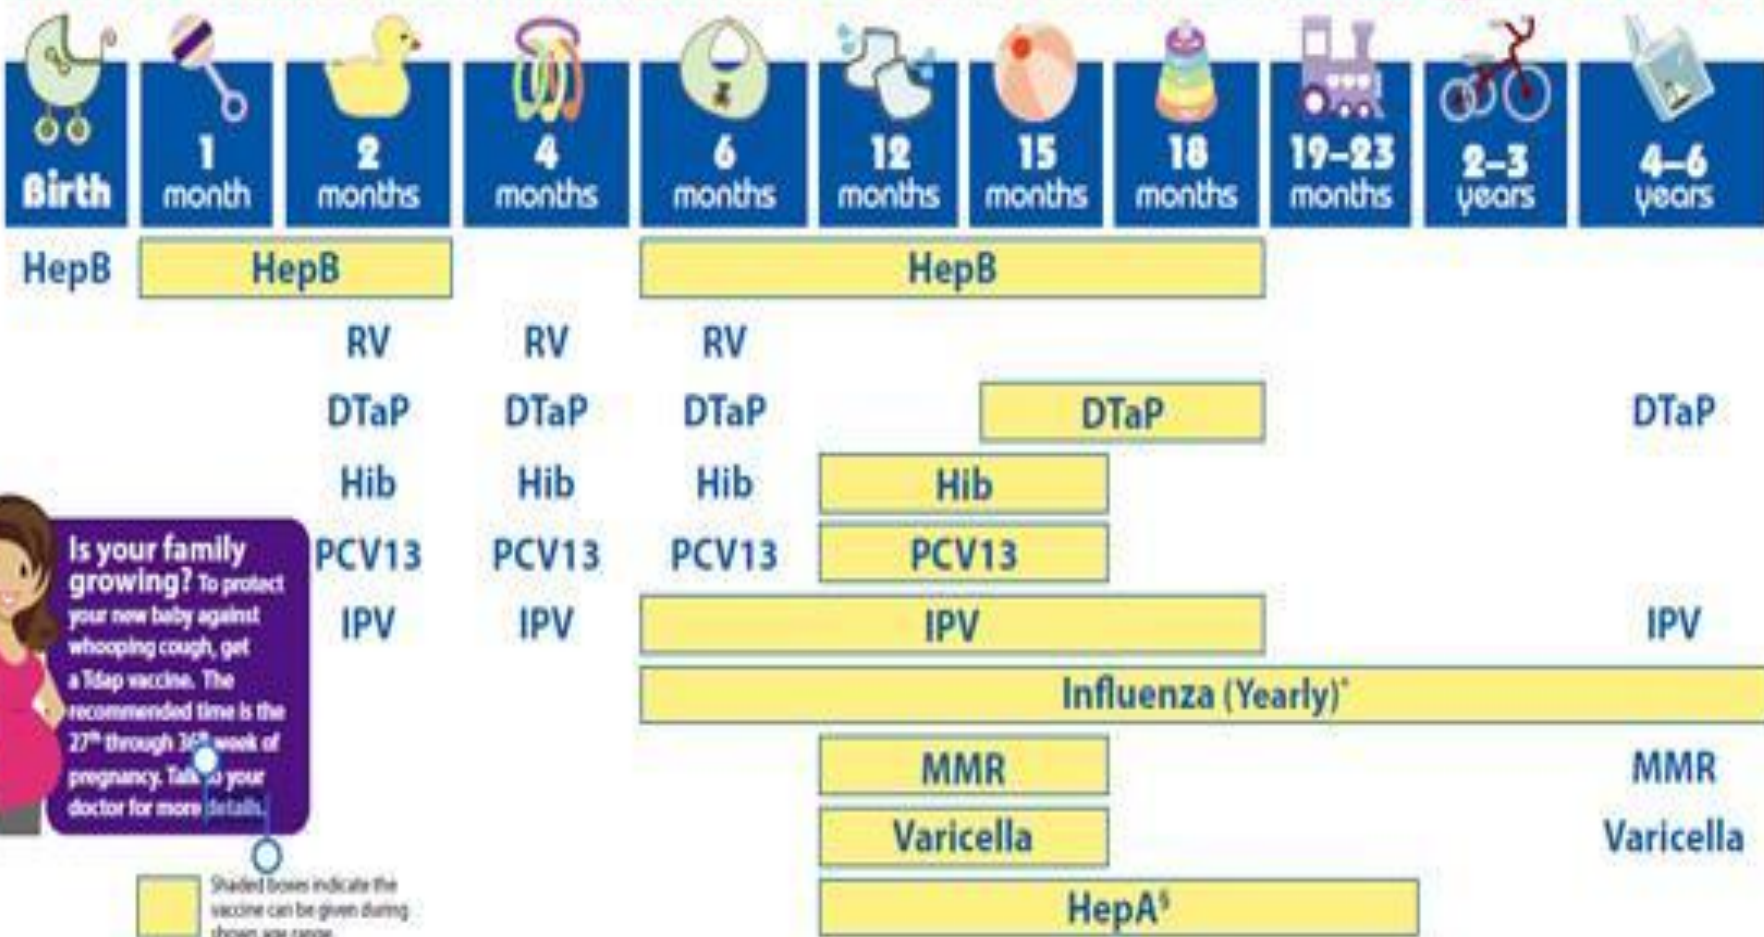 Birth
1 month
2 months
4 months
6 months
12 months
15 months
18 months
19–23 months
2–3 years
4–6 years
HepB HepB HepB
RV RV RV
DTaP DTaP DTaP DTaP DTaP
Hib Hib Hib Hib
PCV13 PCV13 PCV13 PCV13
IPV IPV IPV IPV
Influenza (Yearly)*
MMR MMR
Varicella Varicella
HepA§
Is your family
growing? To protect
your new baby against
whooping cough, get
a Tdap vaccine. The
recommended time is the
27th through 36th week of
pregnancy. Talk to your
doctor for more details.
Shaded boxes indicate the
vaccine can be given during
shown age range.